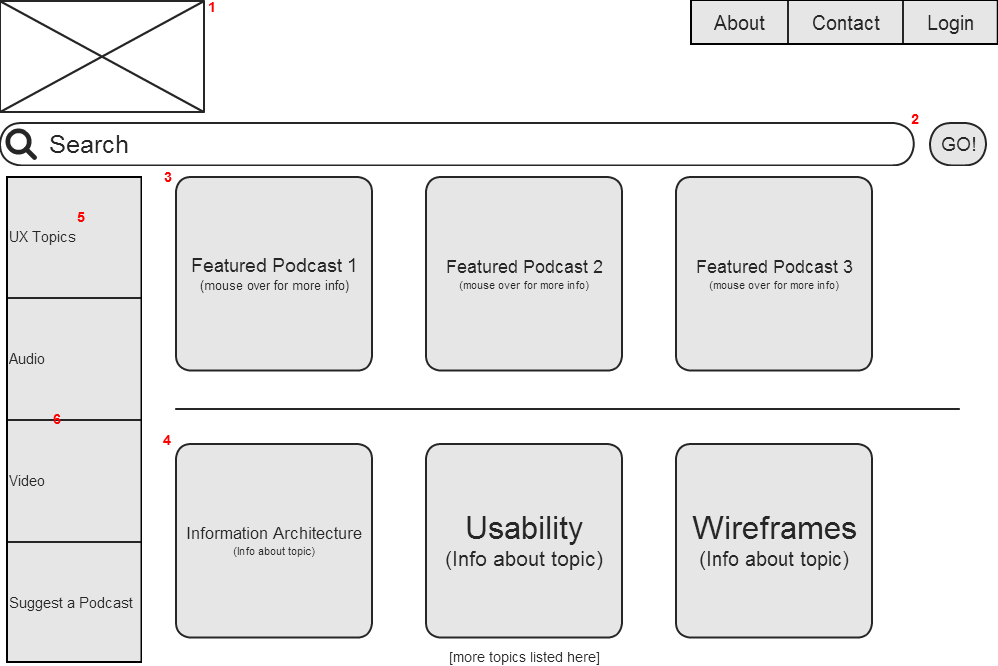 1
About
Contact
Login
2
Search
GO!
3
5
UX Topics
Audio
6
Video
Suggest a Podcast
Featured Podcast 1
(mouse over for more info)
Featured Podcast 2
(mouse over for more info)
Featured Podcast 3
(mouse over for more info)
4
Information Architecture
(Info about topic)
Usability
(Info about topic)
Wireframes
(Info about topic)
[more topics listed here]